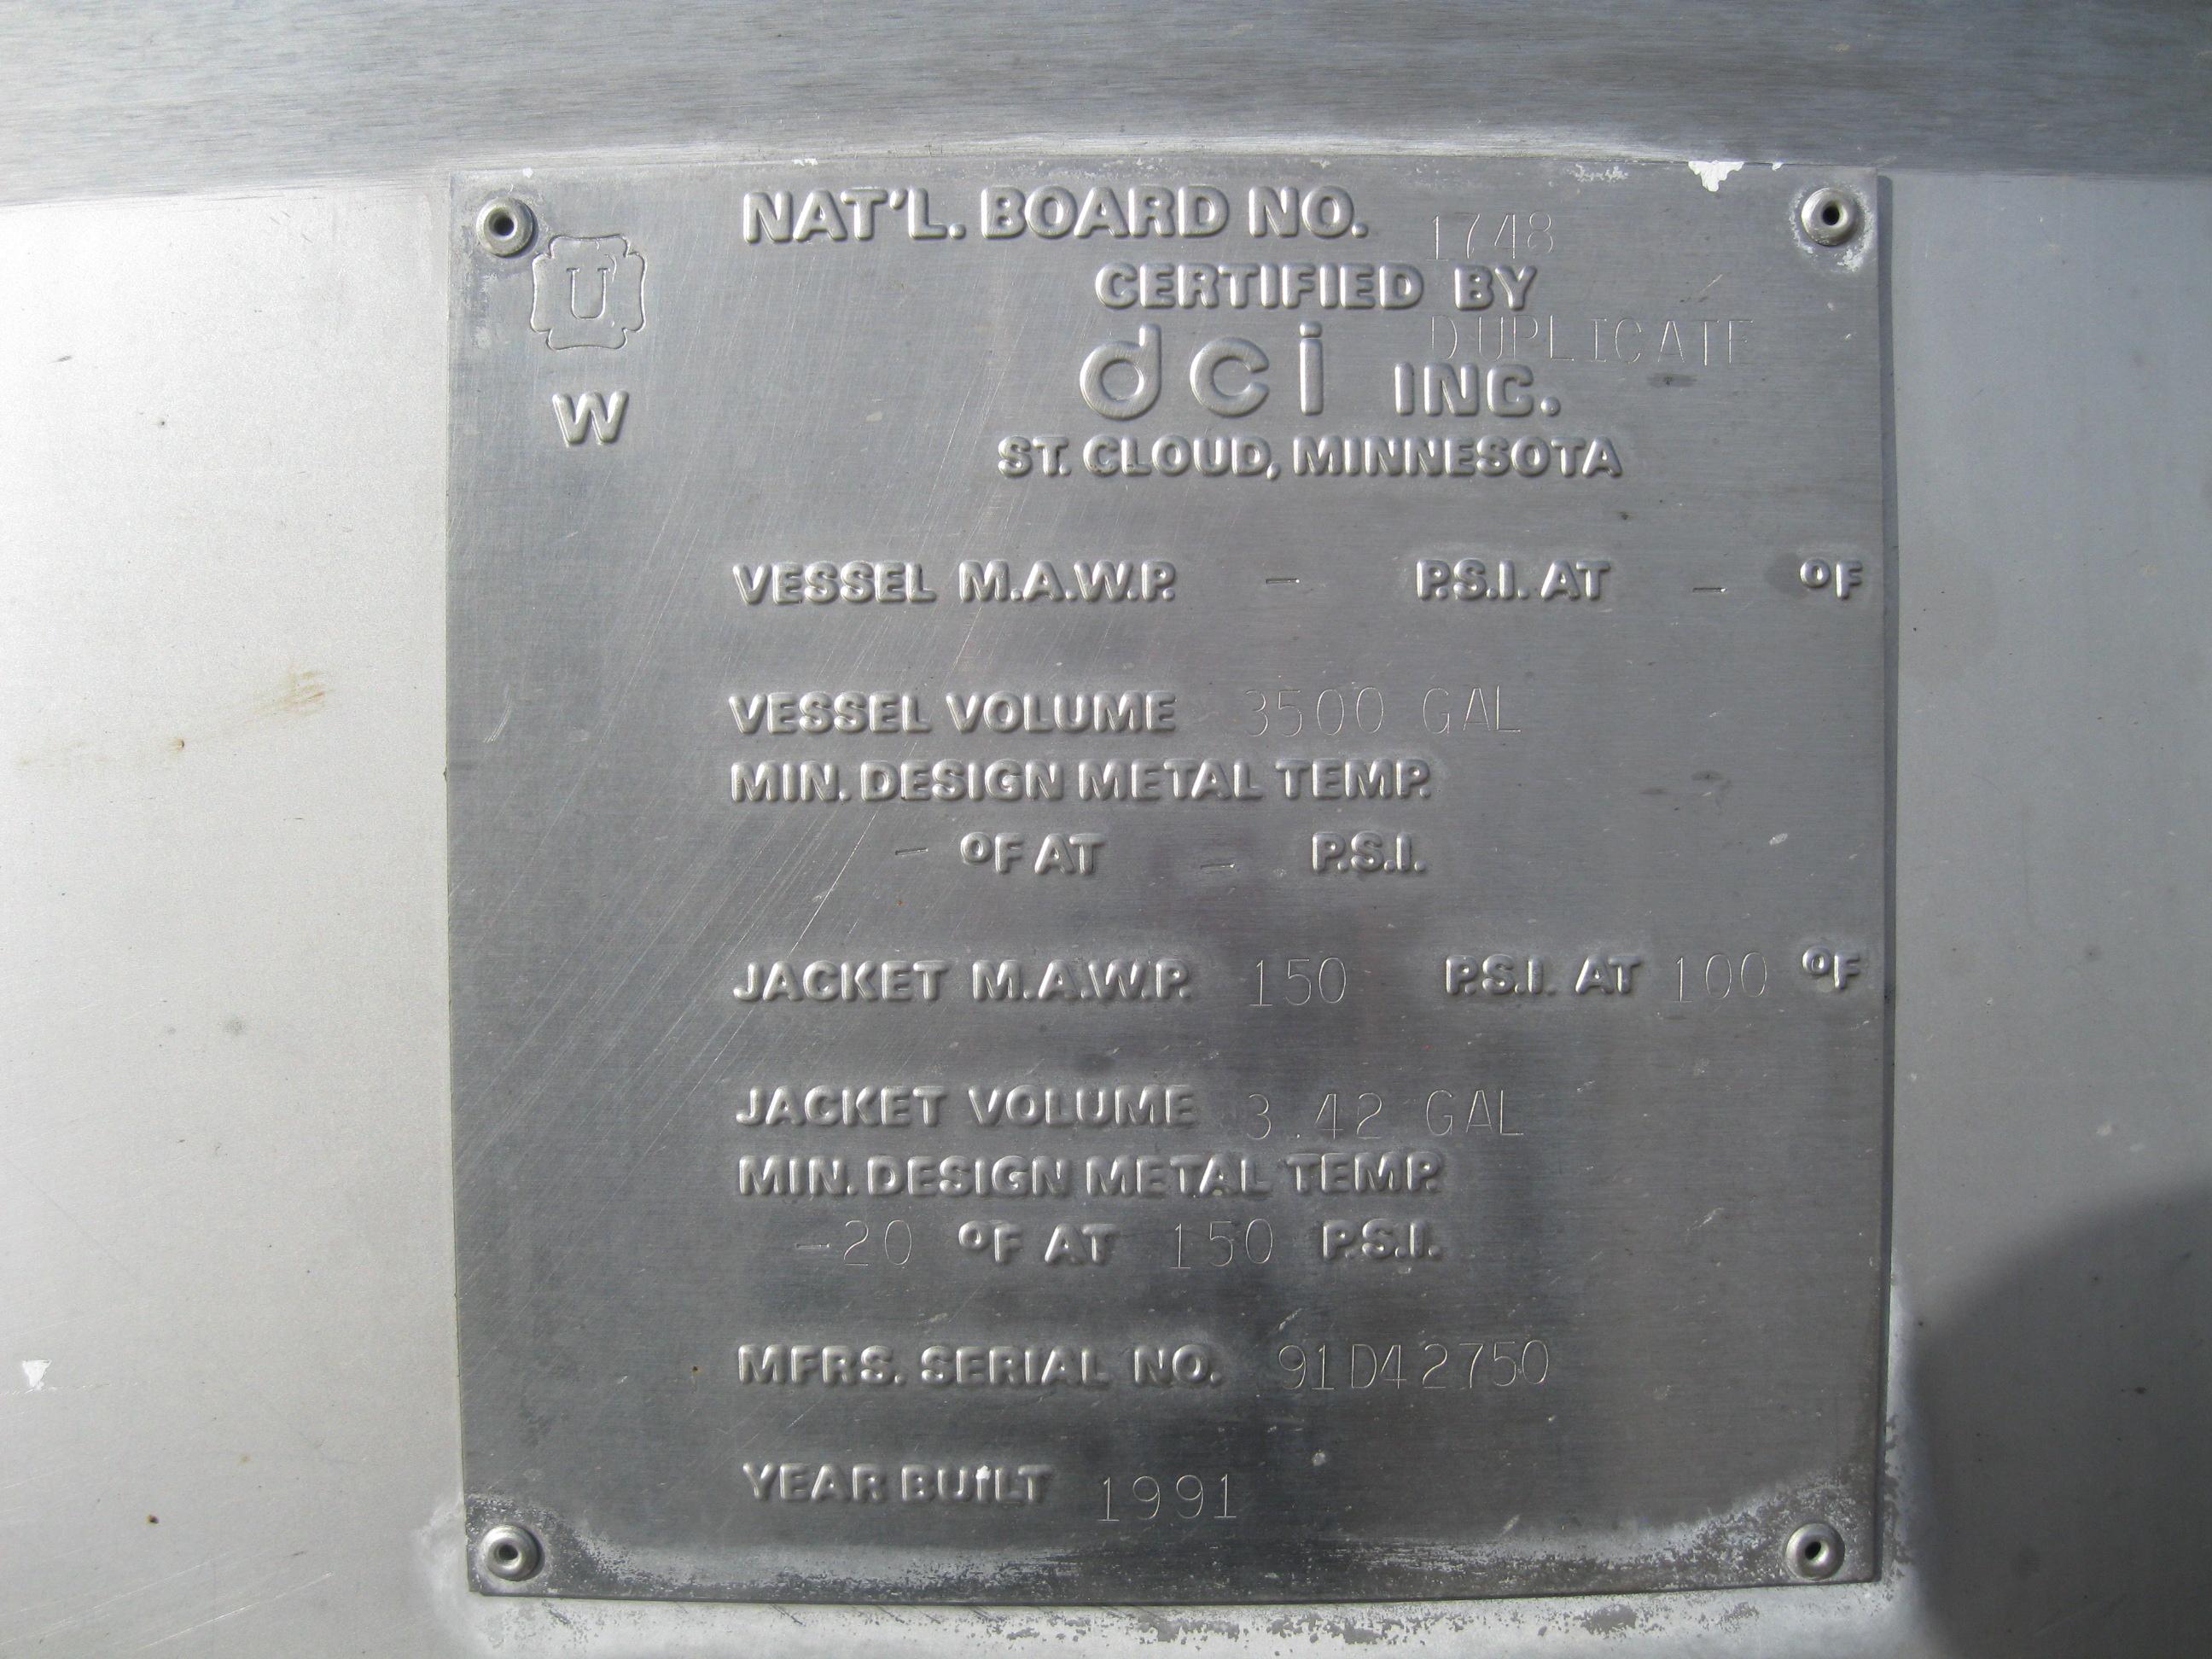 NAT'L. BOARD NO. 1748
U
CERTIFIED BY
DUPLICATE
dci INC.
W
ST. CLOUD, MINNESOTA
VESSEL M.A.W.P. - P.S.I. AT - °F
VESSEL VOLUME 3500 GAL
MIN. DESIGN METAL TEMP.
- °F AT - P.S.I.
JACKET M.A.W.P. 150 P.S.I. AT 100 °F
JACKET VOLUME 3.42 GAL
MIN. DESIGN METAL TEMP.
-20 °F AT 150 P.S.I.
MFRS. SERIAL NO. 91D42750
YEAR BUILT 1991